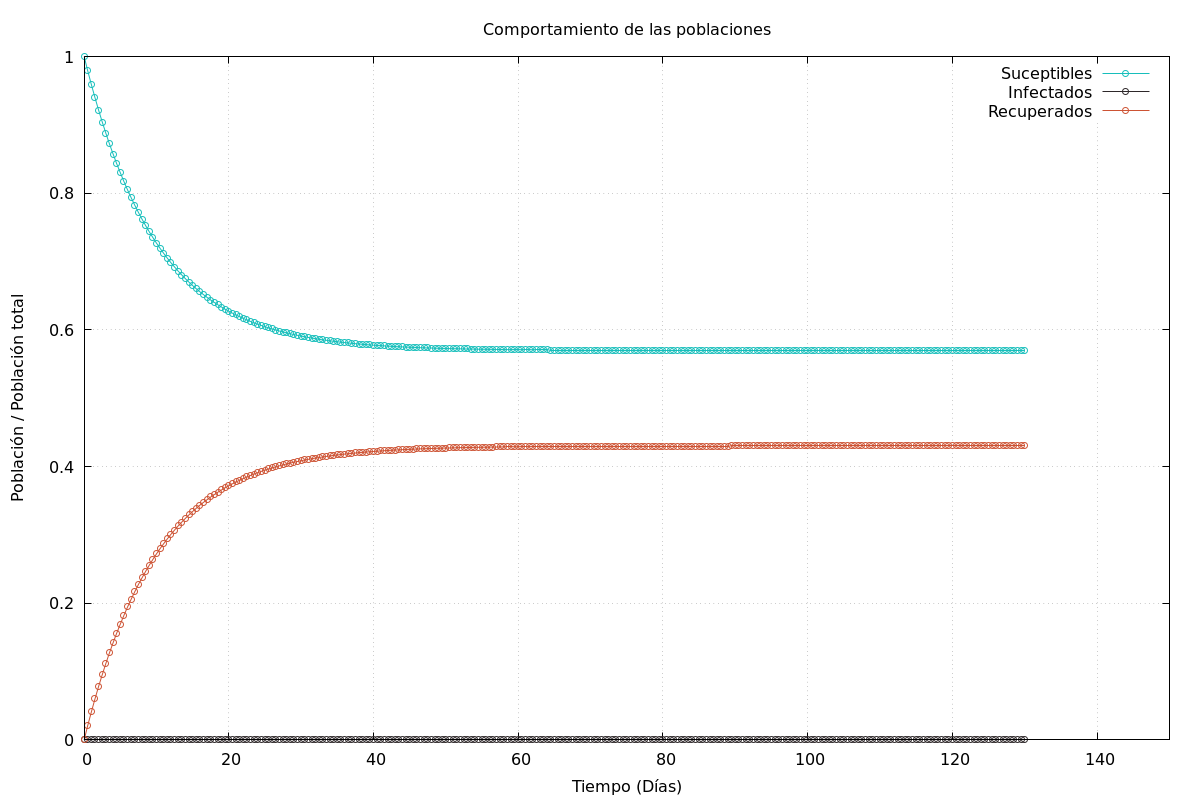 Comportamiento de las poblaciones
Suceptibles
Infectados
Recuperados
Población / Población total
1
0.8
0.6
0.4
0.2
0
0 20 40 60 80 100 120 140
Tiempo (Días)